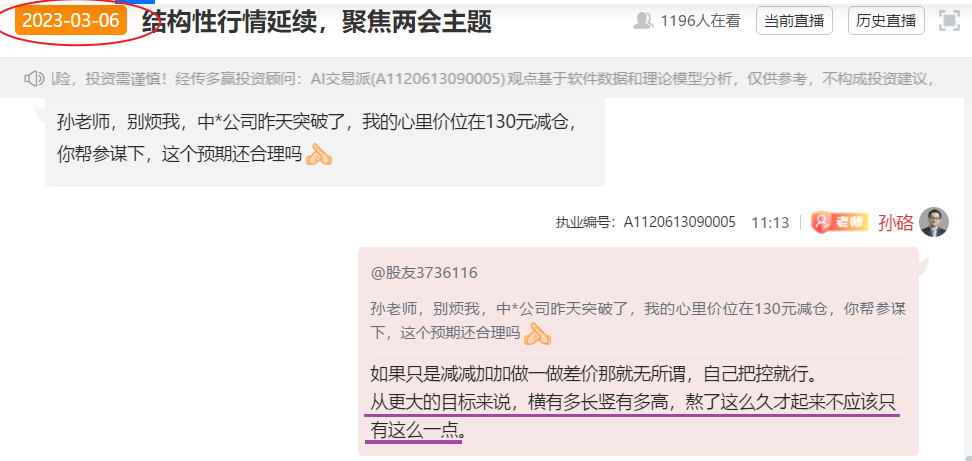 2023-03-06 结构性行情延续，聚焦两会主题 1196人在看 当前直播 历史直播
风险，投资需谨慎！经传多赢投资顾问：AI交易派(A1120613090005)观点基于软件数据和理论模型分析，仅供参考，不构成投资建议，
孙老师，别烦我，中*公司昨天突破了，我的心里价位在130元减仓，
你帮参谋下，这个预期还合理吗
执业编号：A1120613090005 11:13 老师 孙硌
@股友3736116
孙老师，别烦我，中*公司昨天突破了，我的心里价位在130元减仓，你帮参谋
下，这个预期还合理吗
如果只是减减加加做一做差价那就无所谓，自己把控就行。
从更大的目标来说，横有多长竖有多高，熬了这么久才起来不应该只
有这么一点。